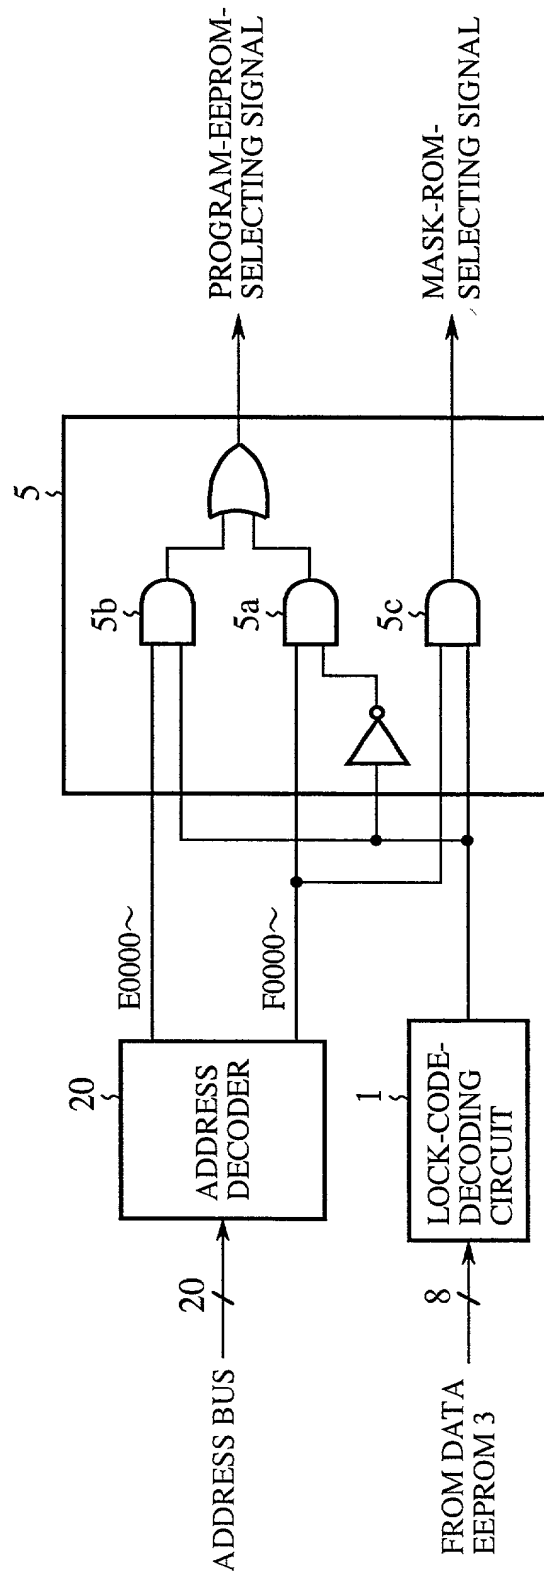 ADDRESS BUS
20
20
ADDRESS
DECODER
E0000～
F0000～
FROM DATA
EEPROM 3
8
1
LOCK-CODE-
DECODING
CIRCUIT
5
5b
5a
5c
PROGRAM-EEPROM-
SELECTING SIGNAL
MASK-ROM-
SELECTING SIGNAL